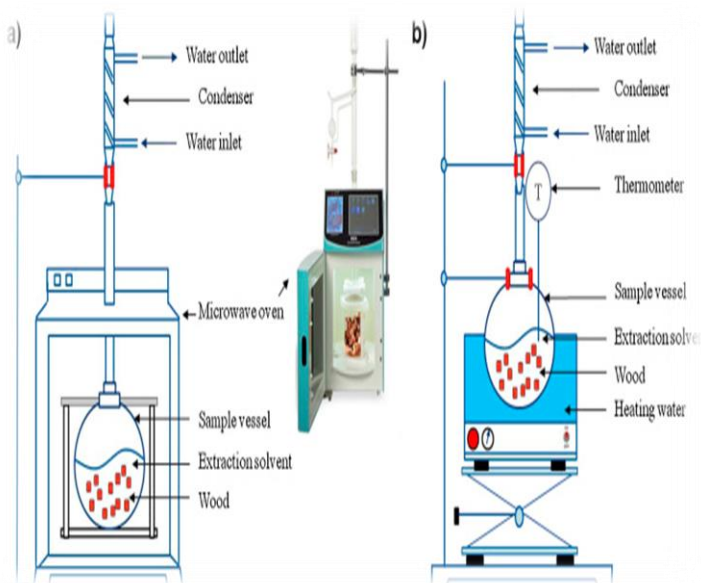 a)
Water outlet
Condenser
Water inlet
Microwave oven
Sample vessel
Extraction solvent
Wood
b)
Water outlet
Condenser
Water inlet
T
Thermometer
Sample vessel
Extraction solve
Wood
Heating water